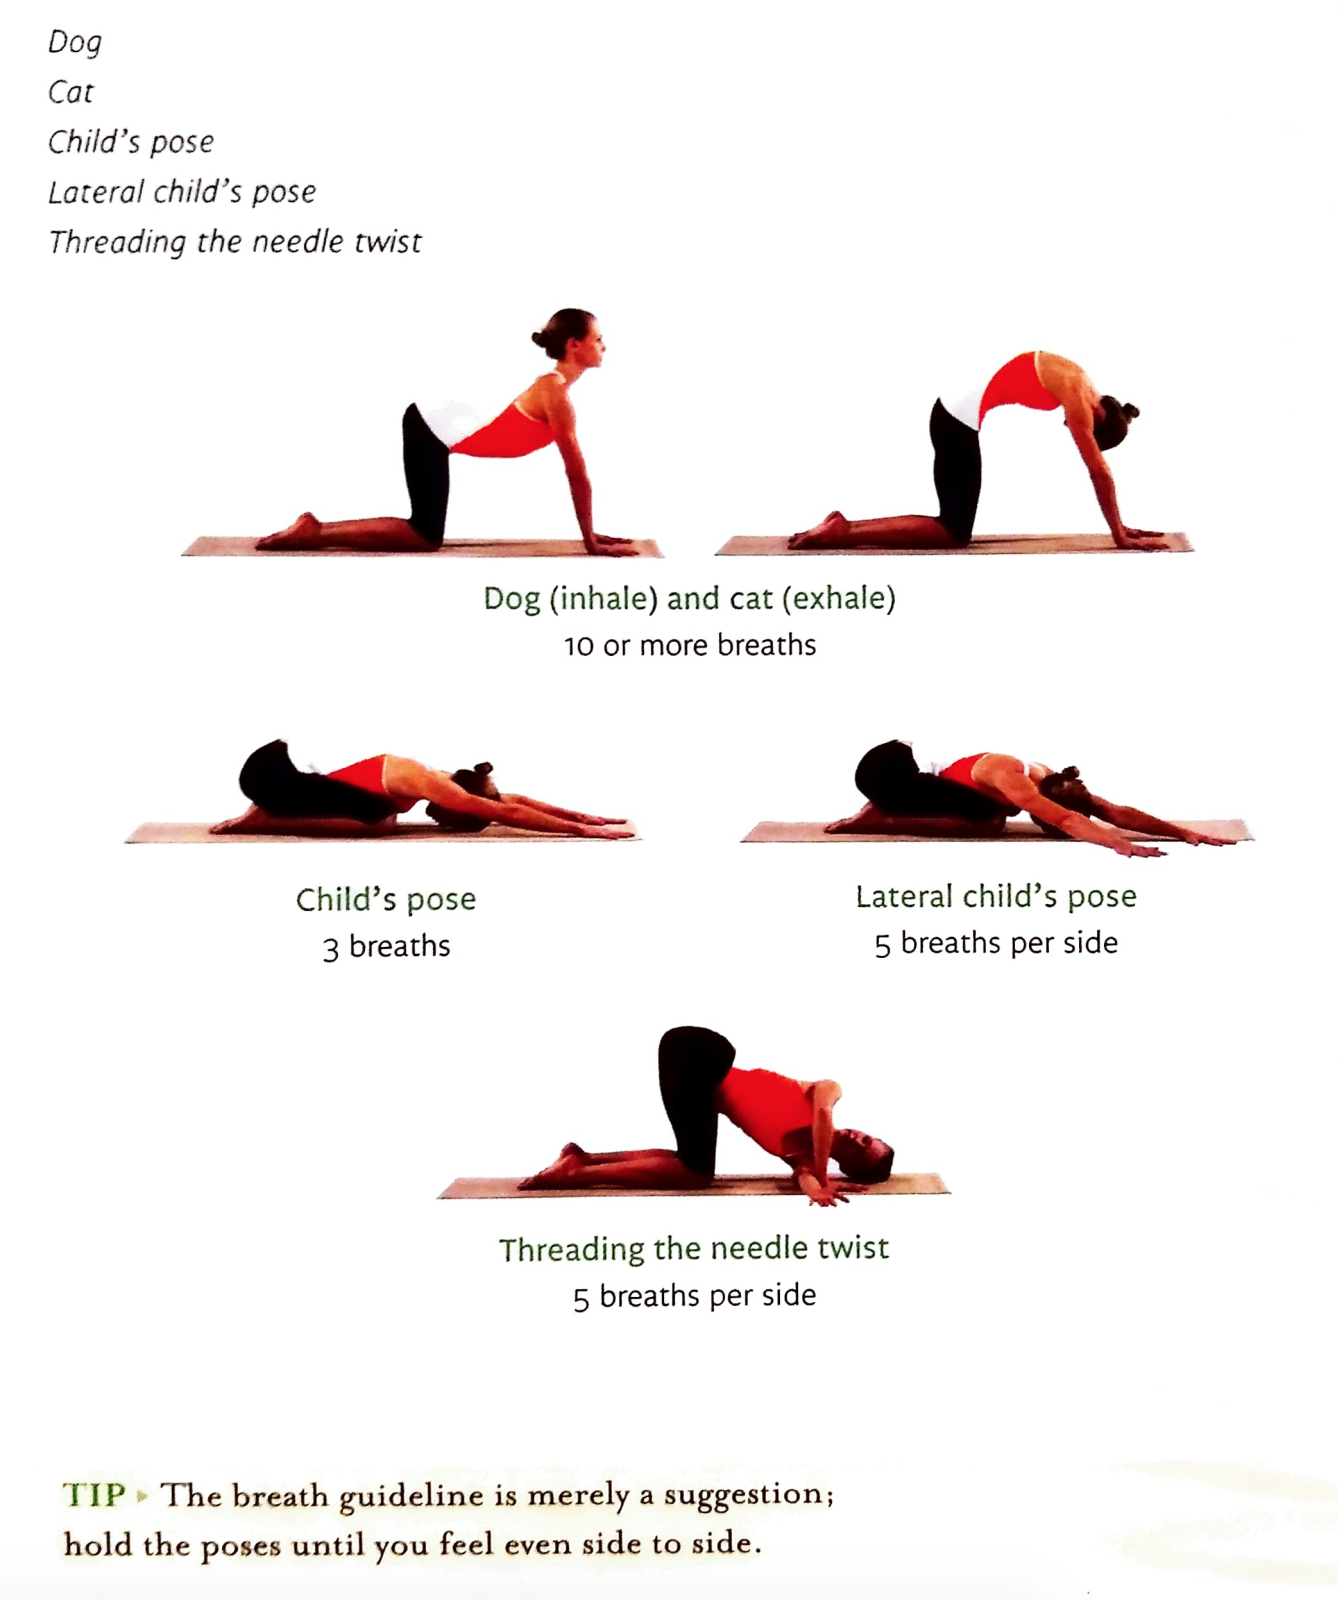 Dog
Cat
Child’s pose
Lateral child’s pose
Threading the needle twist
Dog (inhale) and cat (exhale)
10 or more breaths
Child’s pose
3 breaths
Lateral child’s pose
5 breaths per side
Threading the needle twist
5 breaths per side
TIP ▸ The breath guideline is merely a suggestion;
hold the poses until you feel even side to side.